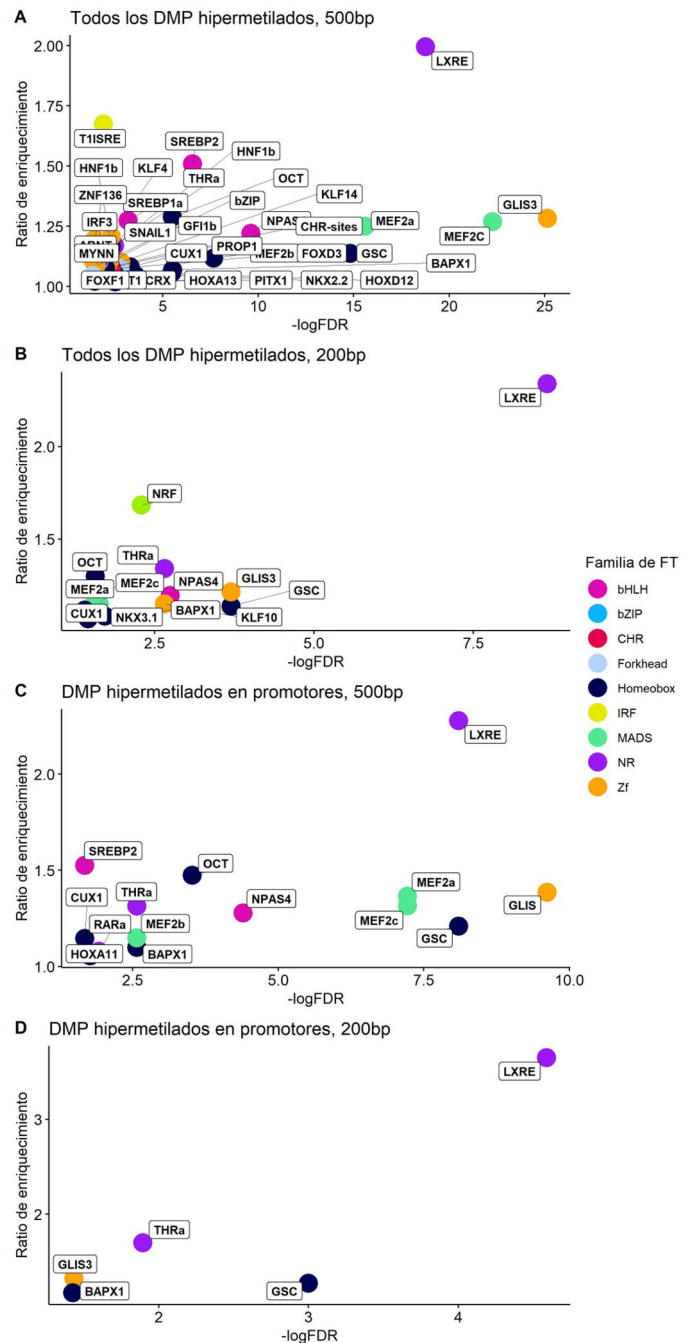 A Todos los DMP hipermetilados, 500bp
Ratio de enriquecimiento
2.00
1.75
1.50
1.25
1.00
LXRE
T1ISRE
SREBP2
HNF1b
HNF1b
KLF4
THRa
OCT
ZNF136
SREBP1a
bZIP
KLF14
GLIS3
IRF3
SNAIL1
GFI1b
NPAS
CHR-sites
MEF2a
MEF2C
MYNN
CUX1
PROP1
MEF2b
FOXD3
GSC
BAPX1
FOXF1
T1
CRX
HOXA13
PITX1
NKX2.2
HOXD12
5
10
15
20
25
-logFDR
B Todos los DMP hipermetilados, 200bp
Ratio de enriquecimiento
2.0
1.5
LXRE
NRF
THRa
OCT
MEF2a
MEF2c
NPAS4
GLIS3
GSC
CUX1
NKX3.1
BAPX1
KLF10
2.5
5.0
7.5
-logFDR
Familia de FT
bHLH
bZIP
CHR
Forkhead
Homeobox
IRF
MADS
NR
Zf
C DMP hipermetilados en promotores, 500bp
Ratio de enriquecimiento
2.0
1.5
1.0
LXRE
SREBP2
OCT
CUX1
THRa
MEF2a
NPAS4
GLIS
RARa
MEF2b
MEF2c
GSC
HOXA11
BAPX1
2.5
5.0
7.5
10.0
-logFDR
D DMP hipermetilados en promotores, 200bp
Ratio de enriquecimiento
3
2
LXRE
THRa
GLIS3
BAPX1
GSC
2
3
4
-logFDR